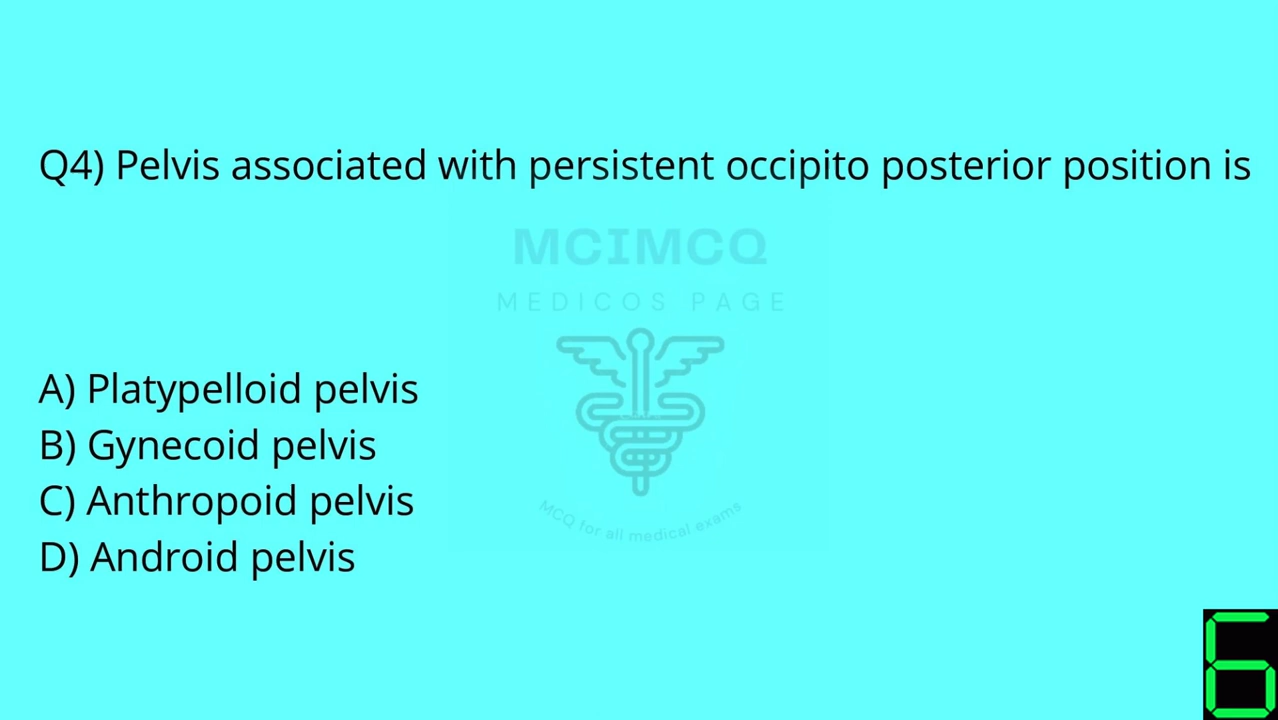 Q4) Pelvis associated with persistent occipito posterior position is
MCIMCQ
MEDICOS PAGE
MCQ for all medical exams
A) Platypelloid pelvis
B) Gynecoid pelvis
C) Anthropoid pelvis
D) Android pelvis
6